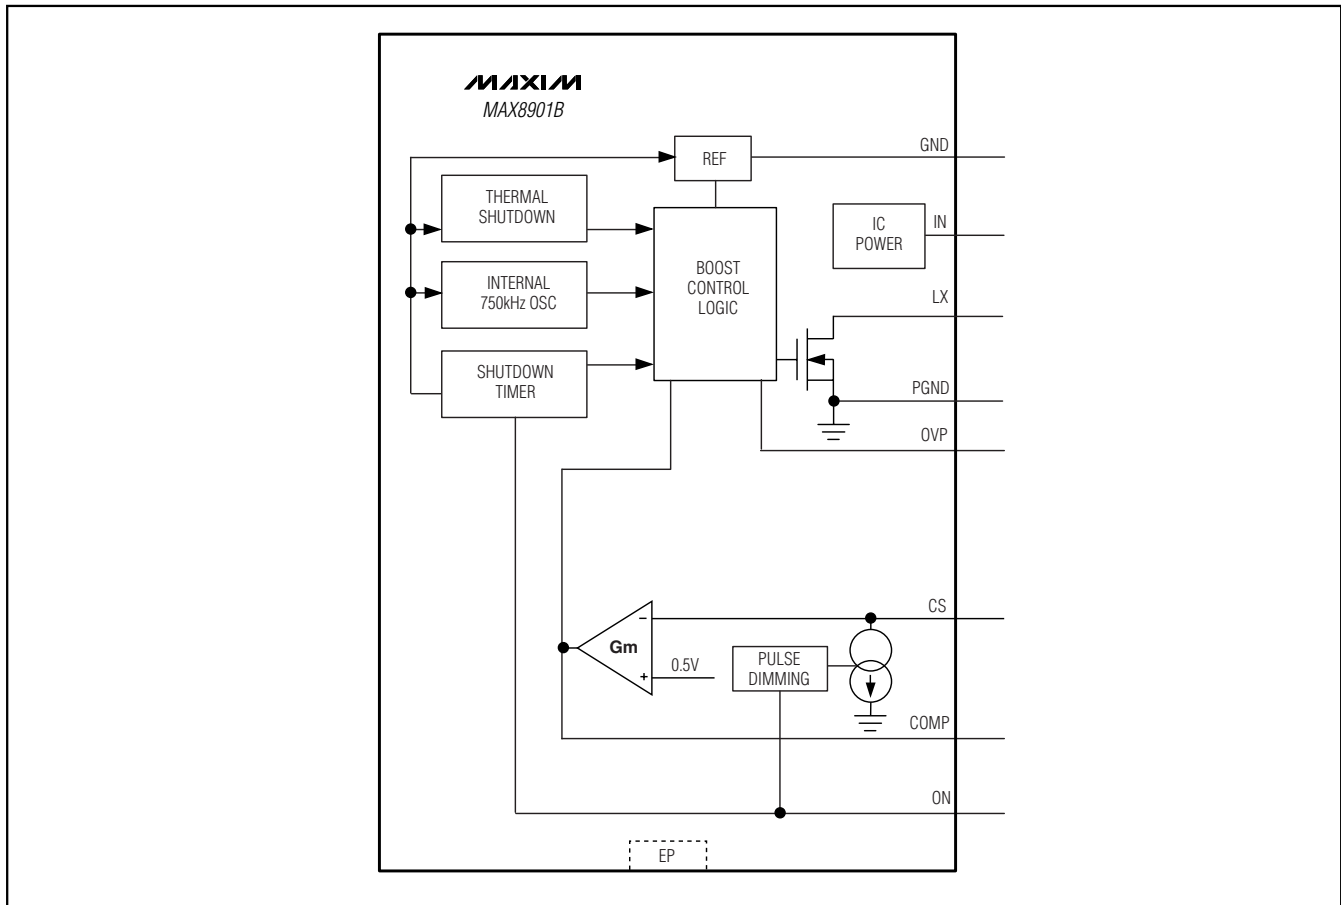 MAXIM
MAX8901B
GND
REF
THERMAL
SHUTDOWN
IN
IC
POWER
BOOST
CONTROL
LOGIC
INTERNAL
750kHz OSC
LX
SHUTDOWN
TIMER
PGND
OVP
CS
−
Gm
0.5V
+
PULSE
DIMMING
COMP
ON
EP